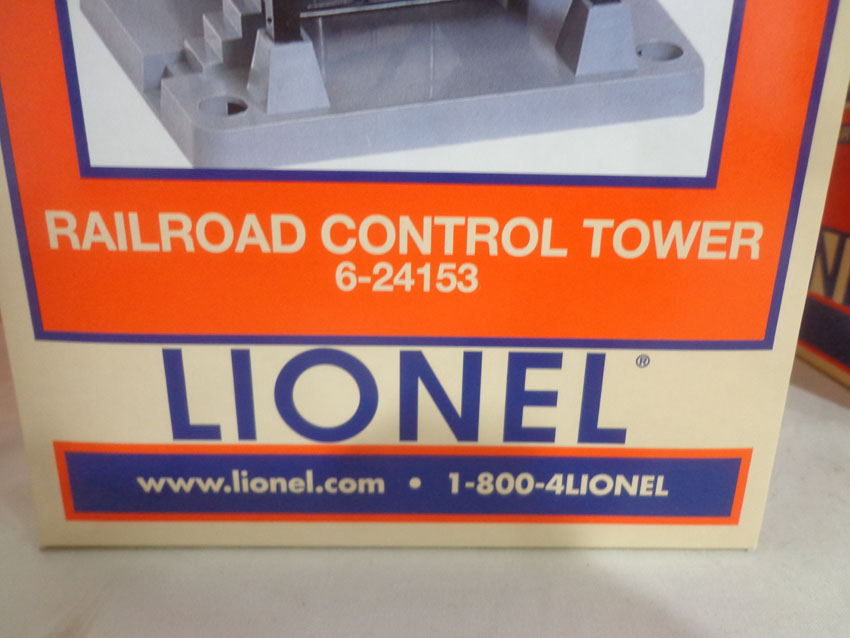 RAILROAD CONTROL TOWER
6-24153
LIONEL®
www.lionel.com • 1-800-4LIONEL